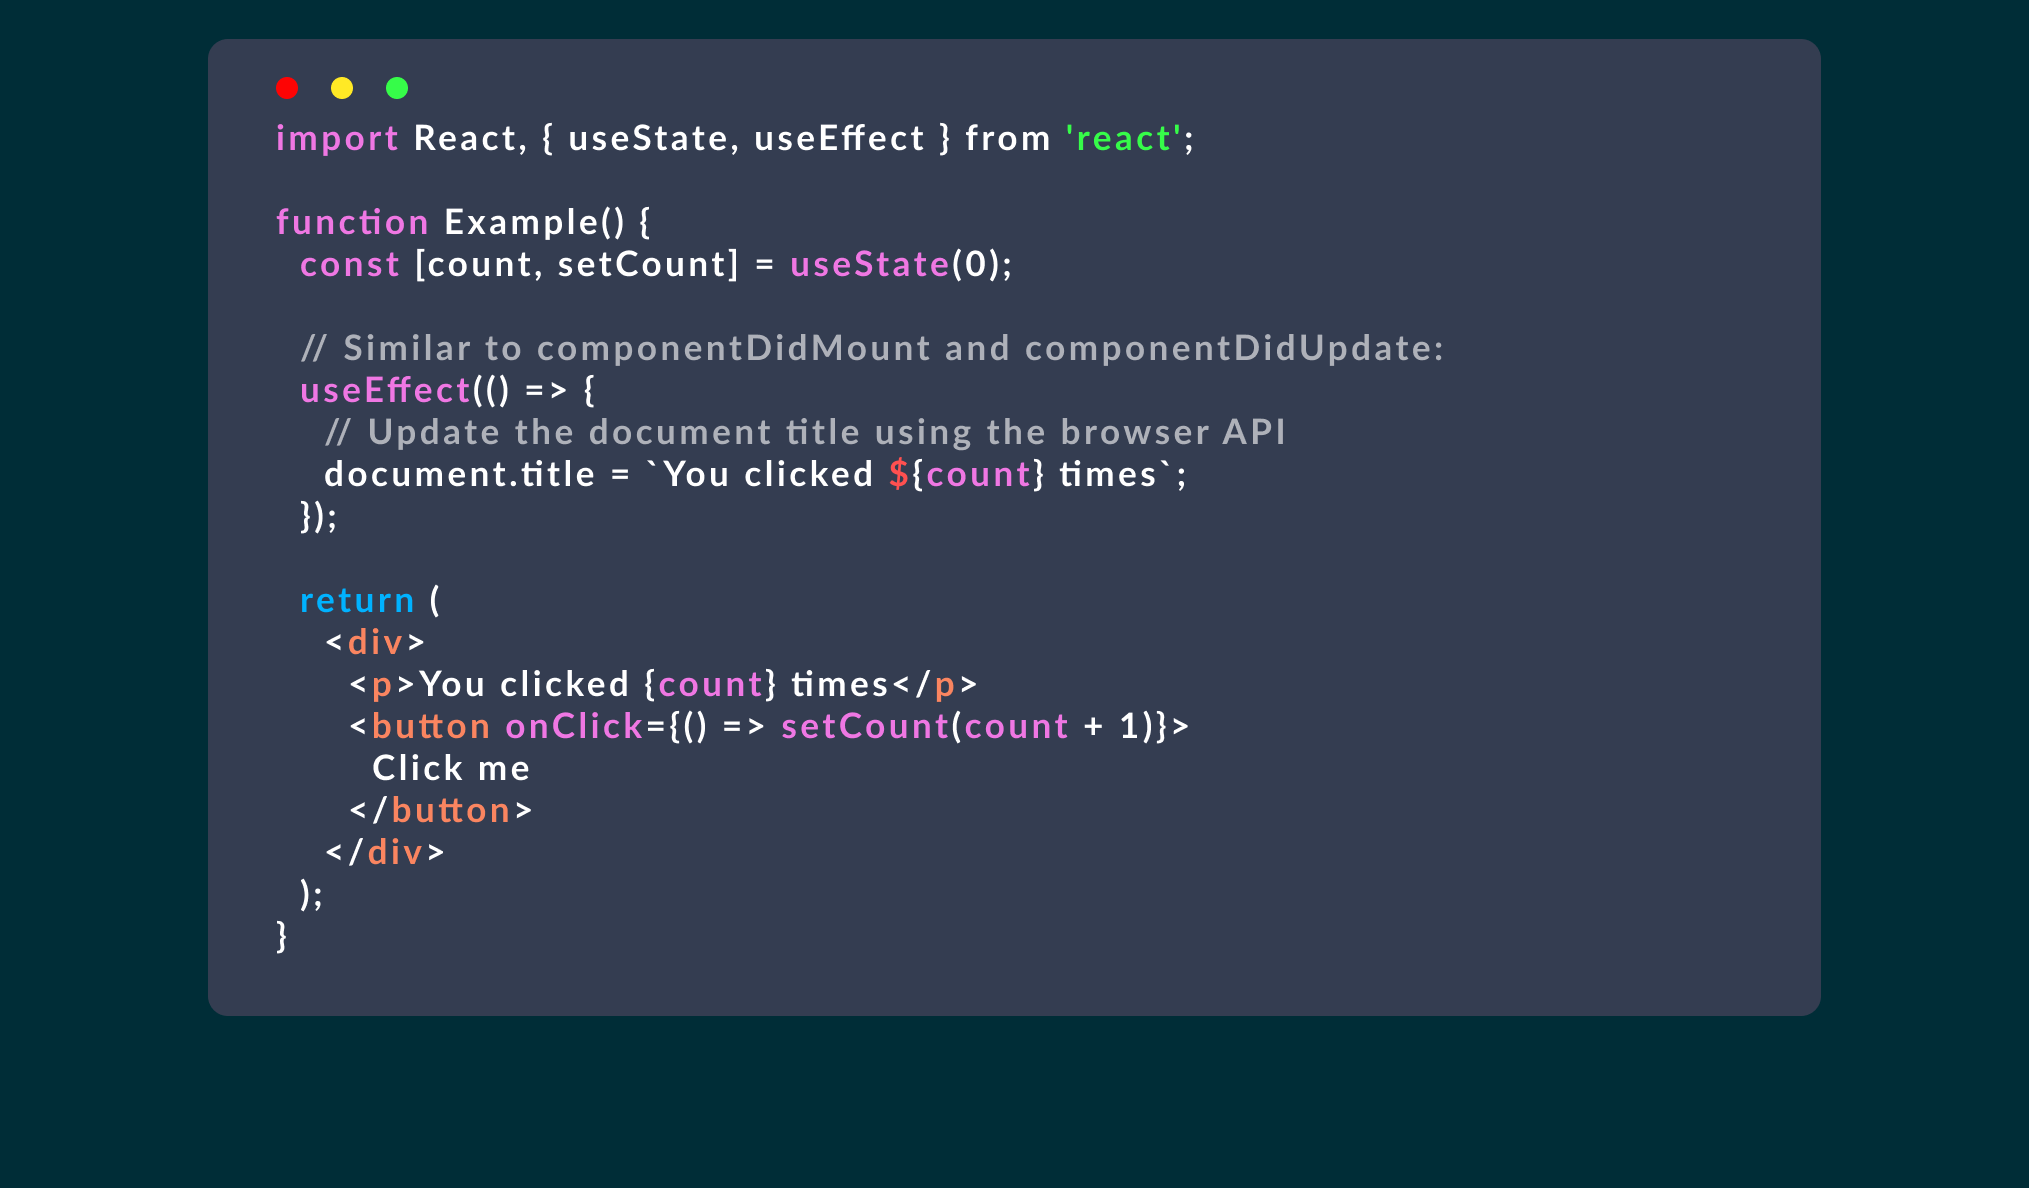 import React, { useState, useEffect } from 'react';
function Example() {
const [count, setCount] = useState(0);
// Similar to componentDidMount and componentDidUpdate:
useEffect(() => {
// Update the document title using the browser API
document.title = `You clicked ${count} times`;
});
return (
<div>
<p>You clicked {count} times</p>
<button onClick={() => setCount(count + 1)}>
Click me
</button>
</div>
);
}